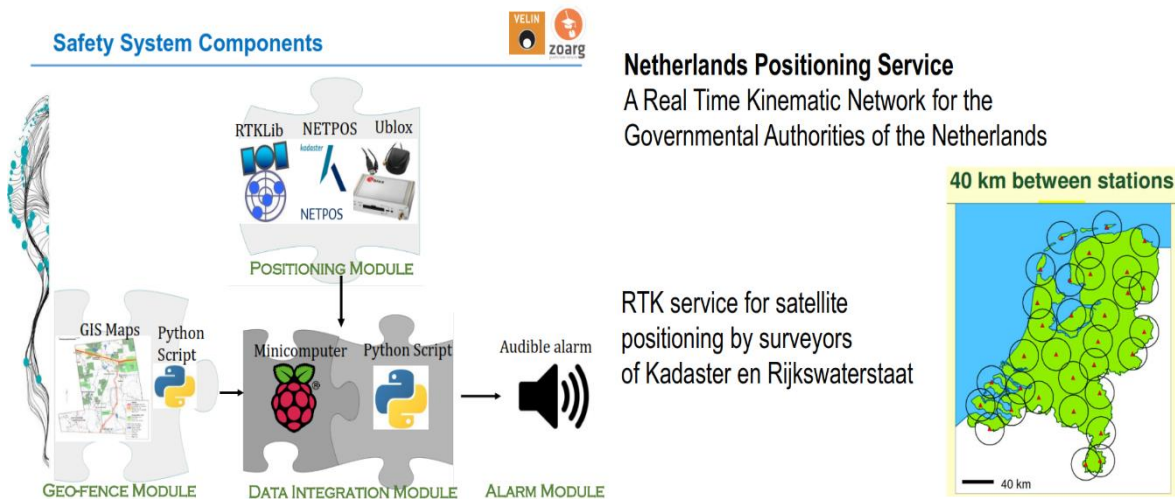 Safety System Components
VELIN
zoarg
RTKLib
NETPOS
Ublox
kadaster
NETPOS
POSITIONING MODULE
GIS Maps
Python
Script
Minicomputer
Python Script
Audible alarm
GEO-FENCE MODULE
DATA INTEGRATION MODULE
ALARM MODULE
Netherlands Positioning Service
A Real Time Kinematic Network for the
Governmental Authorities of the Netherlands
RTK service for satellite
positioning by surveyors
of Kadaster en Rijkswaterstaat
40 km between stations
40 km